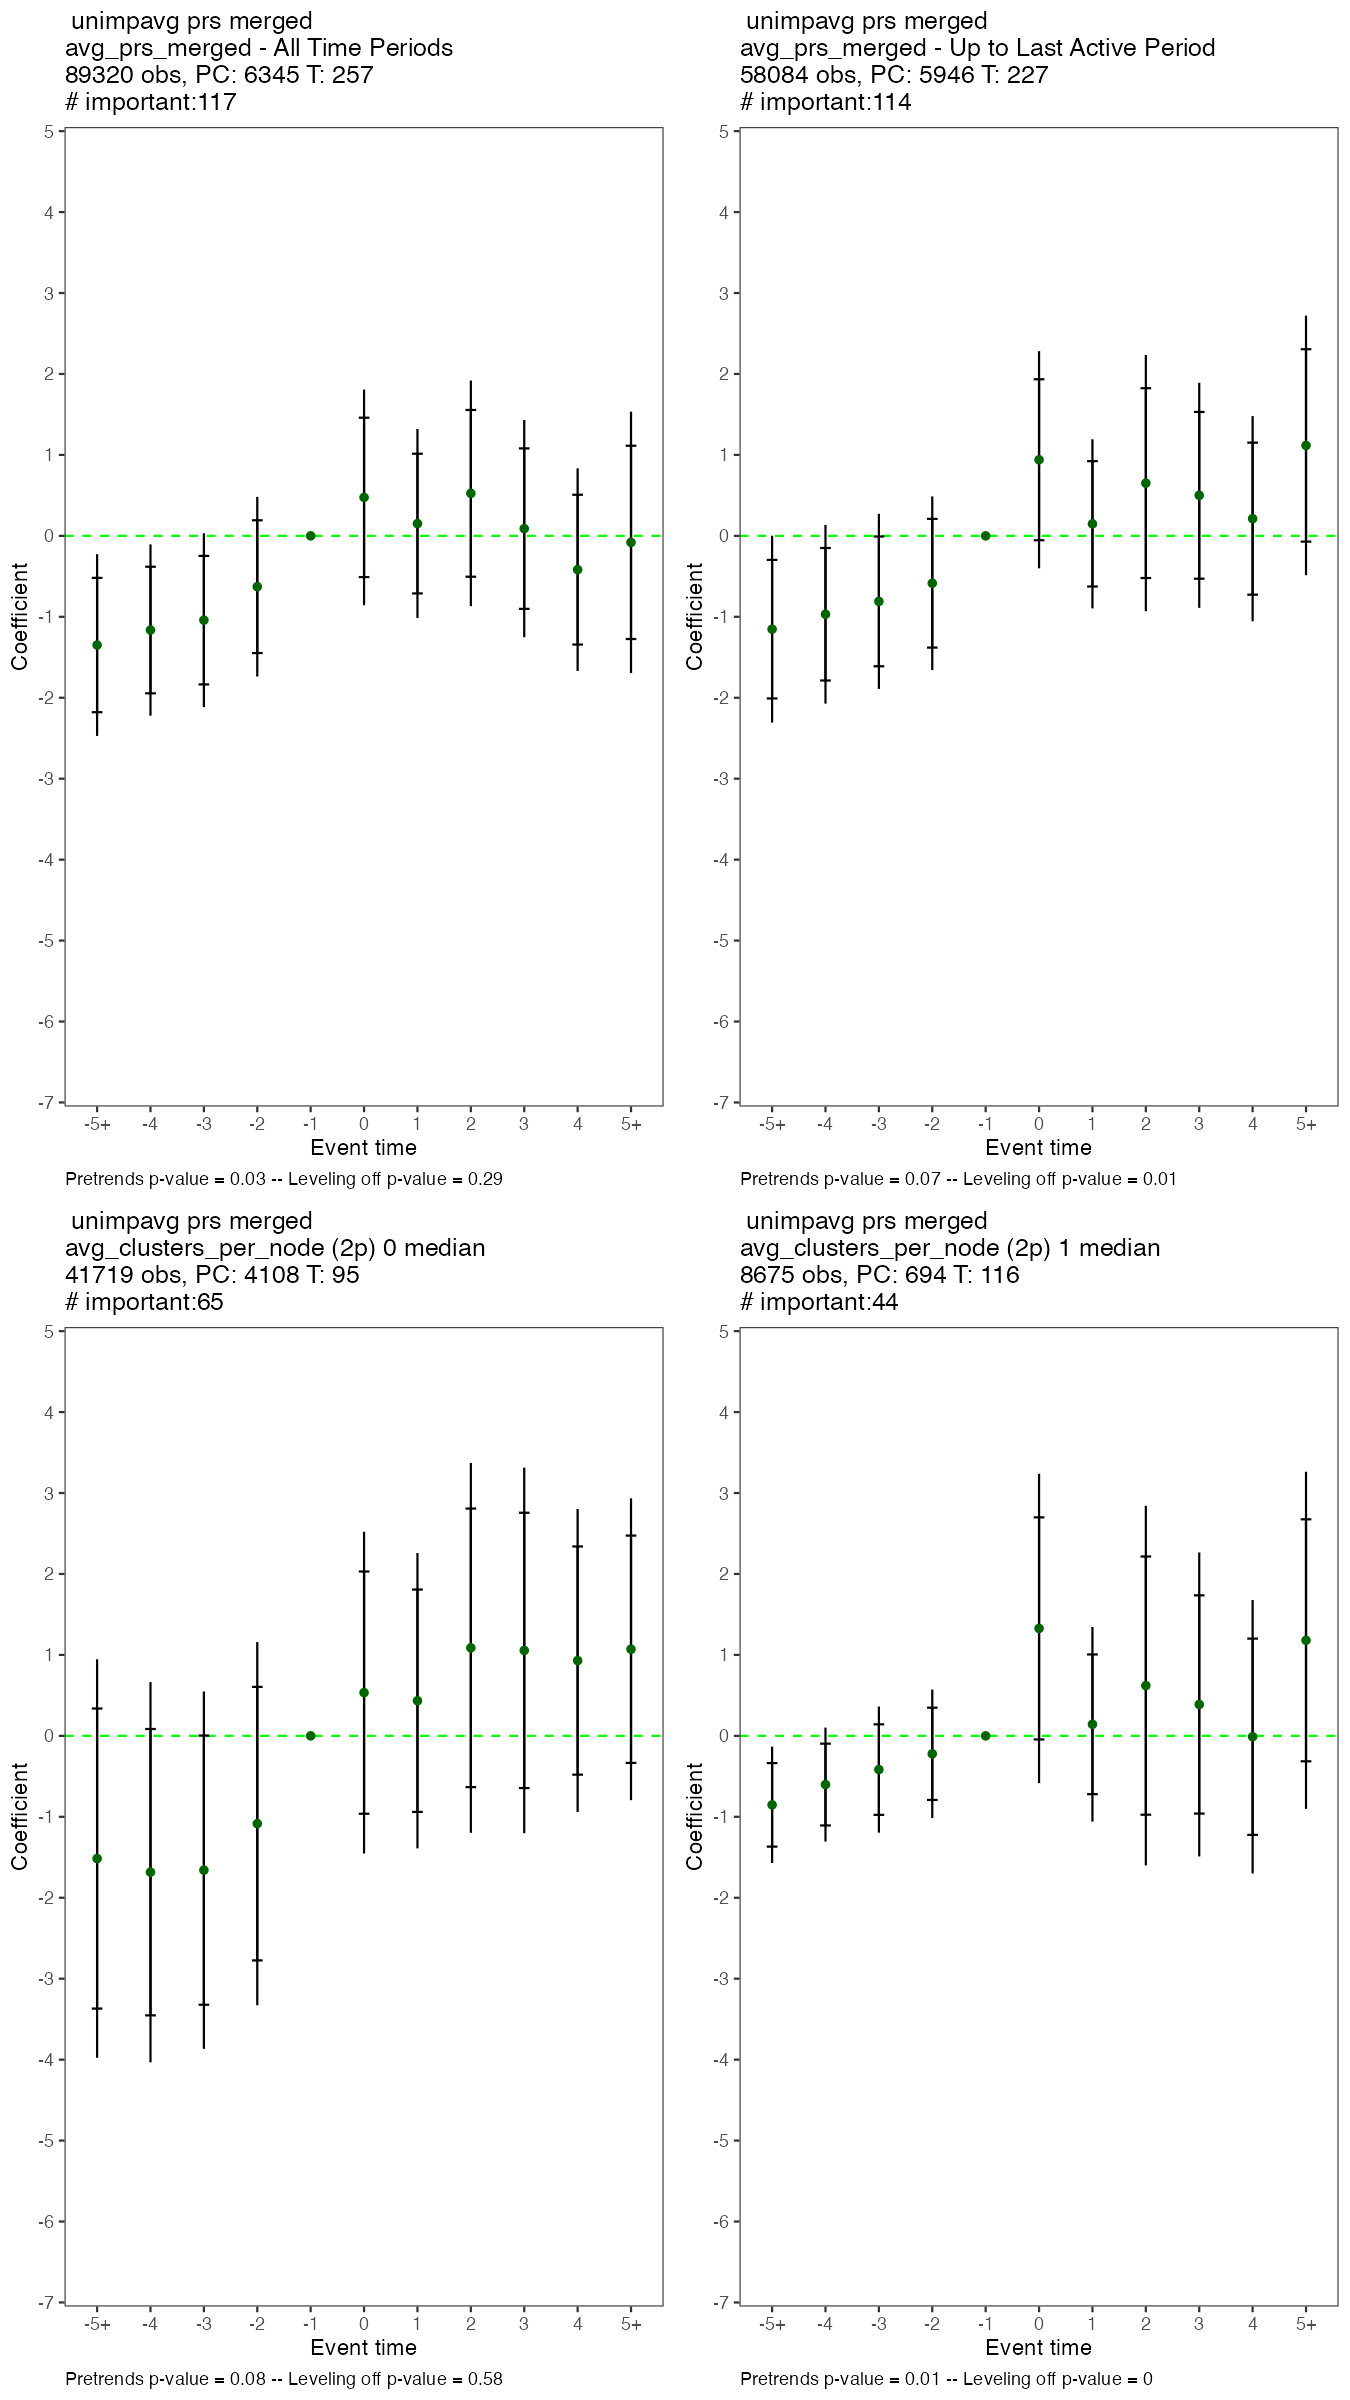 unimpavg prs merged
avg_prs_merged - All Time Periods
89320 obs, PC: 6345 T: 257
# important:117
5
4
3
2
1
0
-1
-2
-3
-4
-5
-6
-7
Coefficient
-5+ -4 -3 -2 -1 0 1 2 3 4 5+
Event time
Pretrends p-value = 0.03 -- Leveling off p-value = 0.29
unimpavg prs merged
avg_prs_merged - Up to Last Active Period
58084 obs, PC: 5946 T: 227
# important:114
5
4
3
2
1
0
-1
-2
-3
-4
-5
-6
-7
Coefficient
-5+ -4 -3 -2 -1 0 1 2 3 4 5+
Event time
Pretrends p-value = 0.07 -- Leveling off p-value = 0.01
unimpavg prs merged
avg_clusters_per_node (2p) 0 median
41719 obs, PC: 4108 T: 95
# important:65
5
4
3
2
1
0
-1
-2
-3
-4
-5
-6
-7
Coefficient
-5+ -4 -3 -2 -1 0 1 2 3 4 5+
Event time
Pretrends p-value = 0.08 -- Leveling off p-value = 0.58
unimpavg prs merged
avg_clusters_per_node (2p) 1 median
8675 obs, PC: 694 T: 116
# important:44
5
4
3
2
1
0
-1
-2
-3
-4
-5
-6
-7
Coefficient
-5+ -4 -3 -2 -1 0 1 2 3 4 5+
Event time
Pretrends p-value = 0.01 -- Leveling off p-value = 0